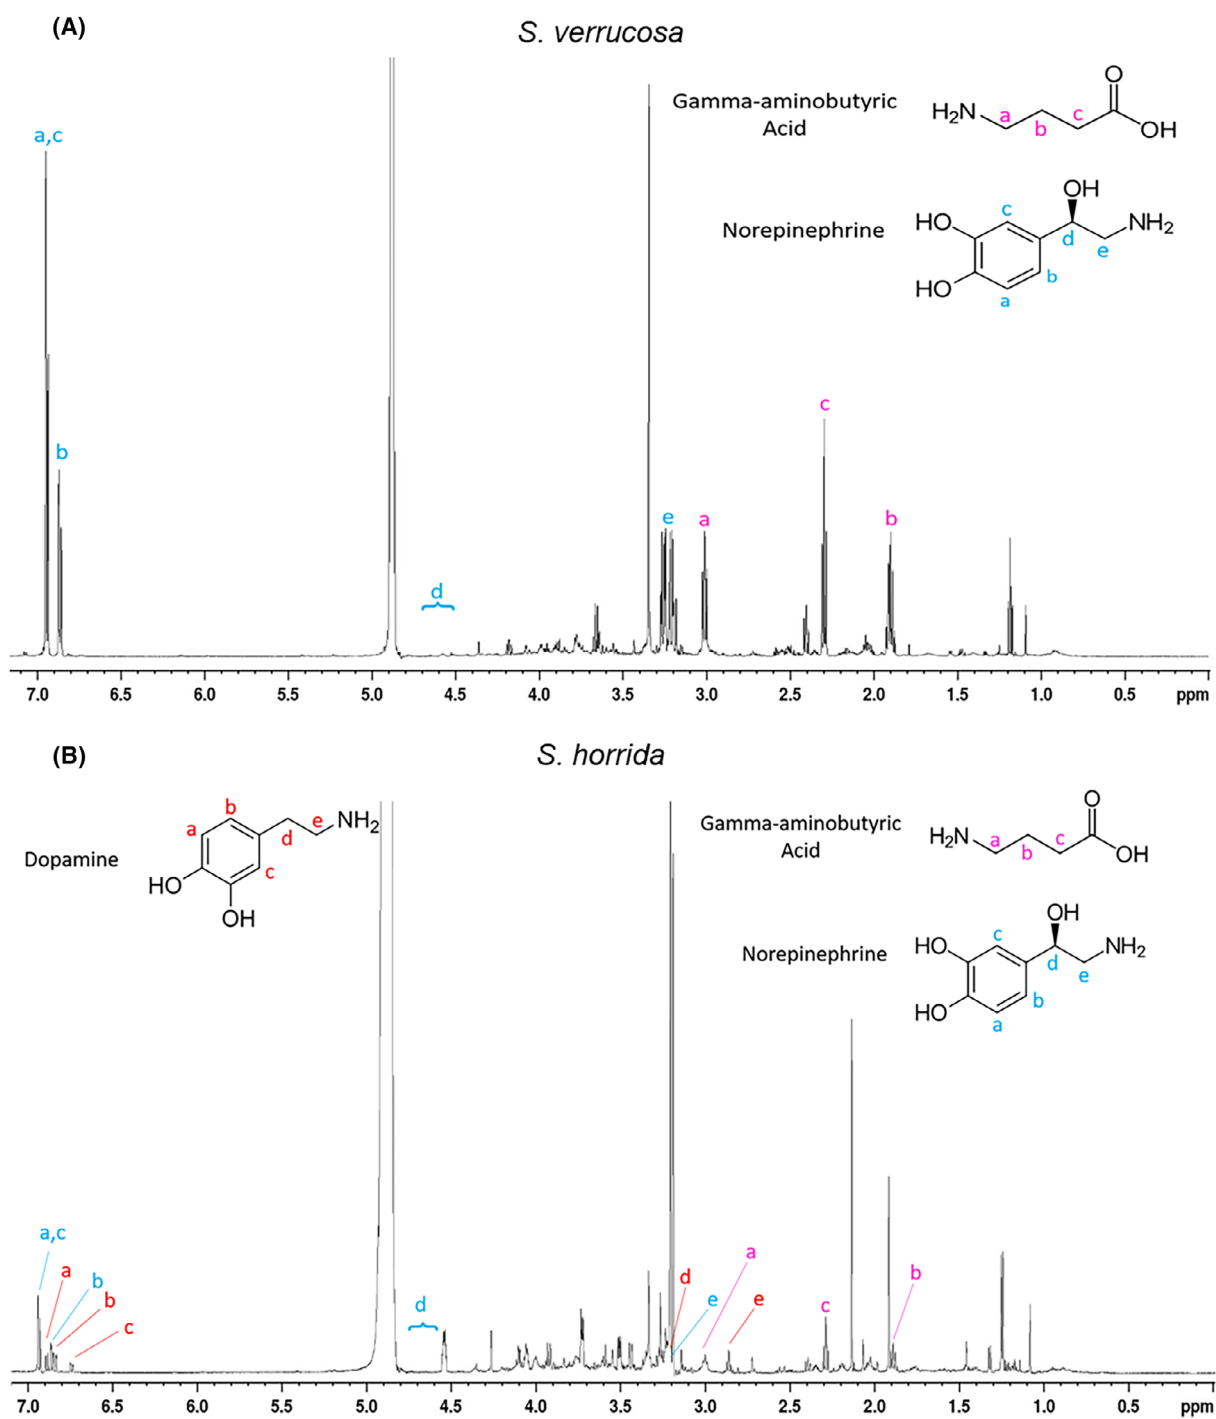 (A)
S. verrucosa
Gamma-aminobutyric
Acid
H₂N
a
b
c
O
OH
a,c
Norepinephrine
HO
HO
c
OH
d
e
NH₂
b
a
b
c
e
a
b
d
7.0 6.5 6.0 5.5 5.0 4.5 4.0 3.5 3.0 2.5 2.0 1.5 1.0 0.5 ppm
(B)
S. horrida
Dopamine
b
a
d
e
NH2
c
HO
OH
Gamma-aminobutyric
Acid
H₂N
a
b
c
O
OH
Norepinephrine
HO
HO
c
OH
d
e
NH₂
b
a
a,c
a
b
b
c
d
d
e
a
e
c
b
7.0 6.5 6.0 5.5 5.0 4.5 4.0 3.5 3.0 2.5 2.0 1.5 1.0 0.5 ppm